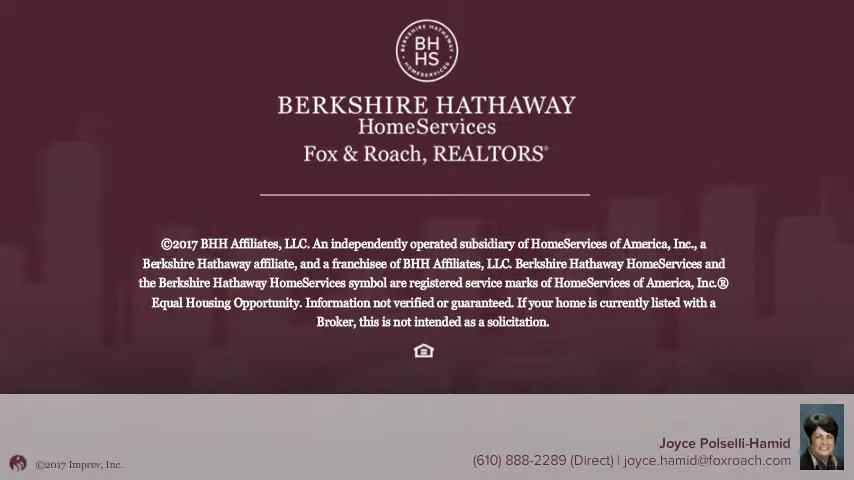 BERKSHIRE HATHAWAY
BH
HS
HOMESERVICES
BERKSHIRE HATHAWAY
HomeServices
Fox & Roach, REALTORS®
©2017 BHH Affiliates, LLC. An independently operated subsidiary of HomeServices of America, Inc., a
Berkshire Hathaway affiliate, and a franchisee of BHH Affiliates, LLC. Berkshire Hathaway HomeServices and
the Berkshire Hathaway HomeServices symbol are registered service marks of HomeServices of America, Inc.®
Equal Housing Opportunity. Information not verified or guaranteed. If your home is currently listed with a
Broker, this is not intended as a solicitation.
Joyce Polselli-Hamid
(610) 888-2289 (Direct) | joyce.hamid@foxroach.com
©2017 Imprev, Inc.